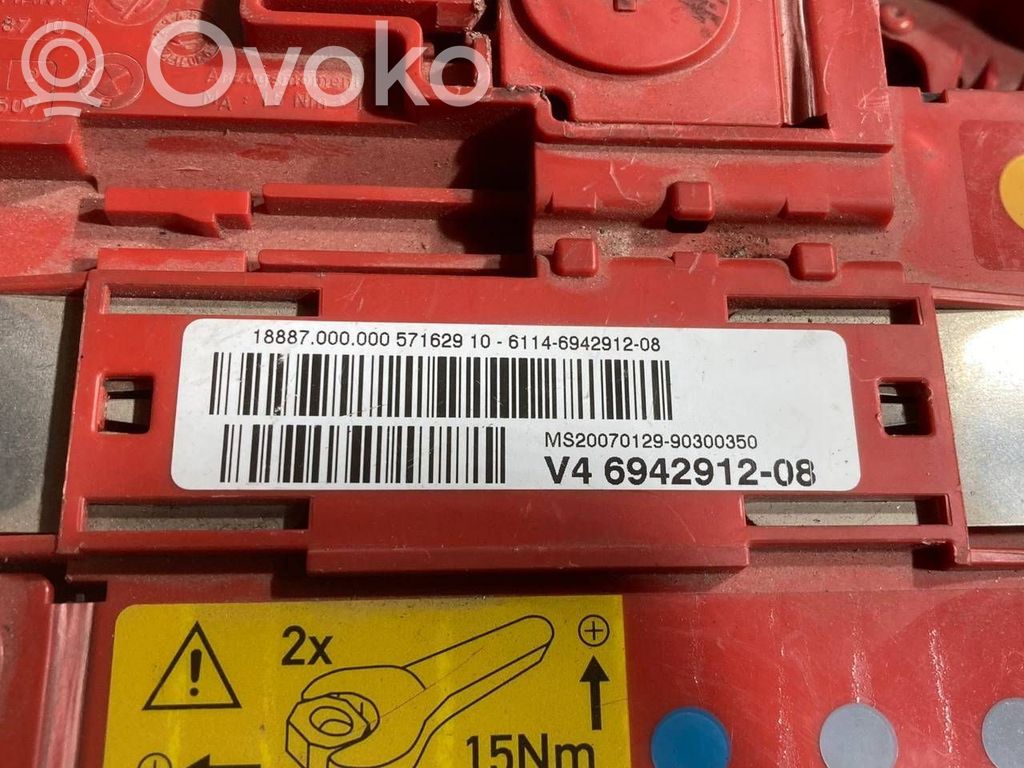 Ovoko
18887.000.000 571629 10 - 6114-6942912-08
MS20070129-90300350
V4 6942912-08
2x
15Nm